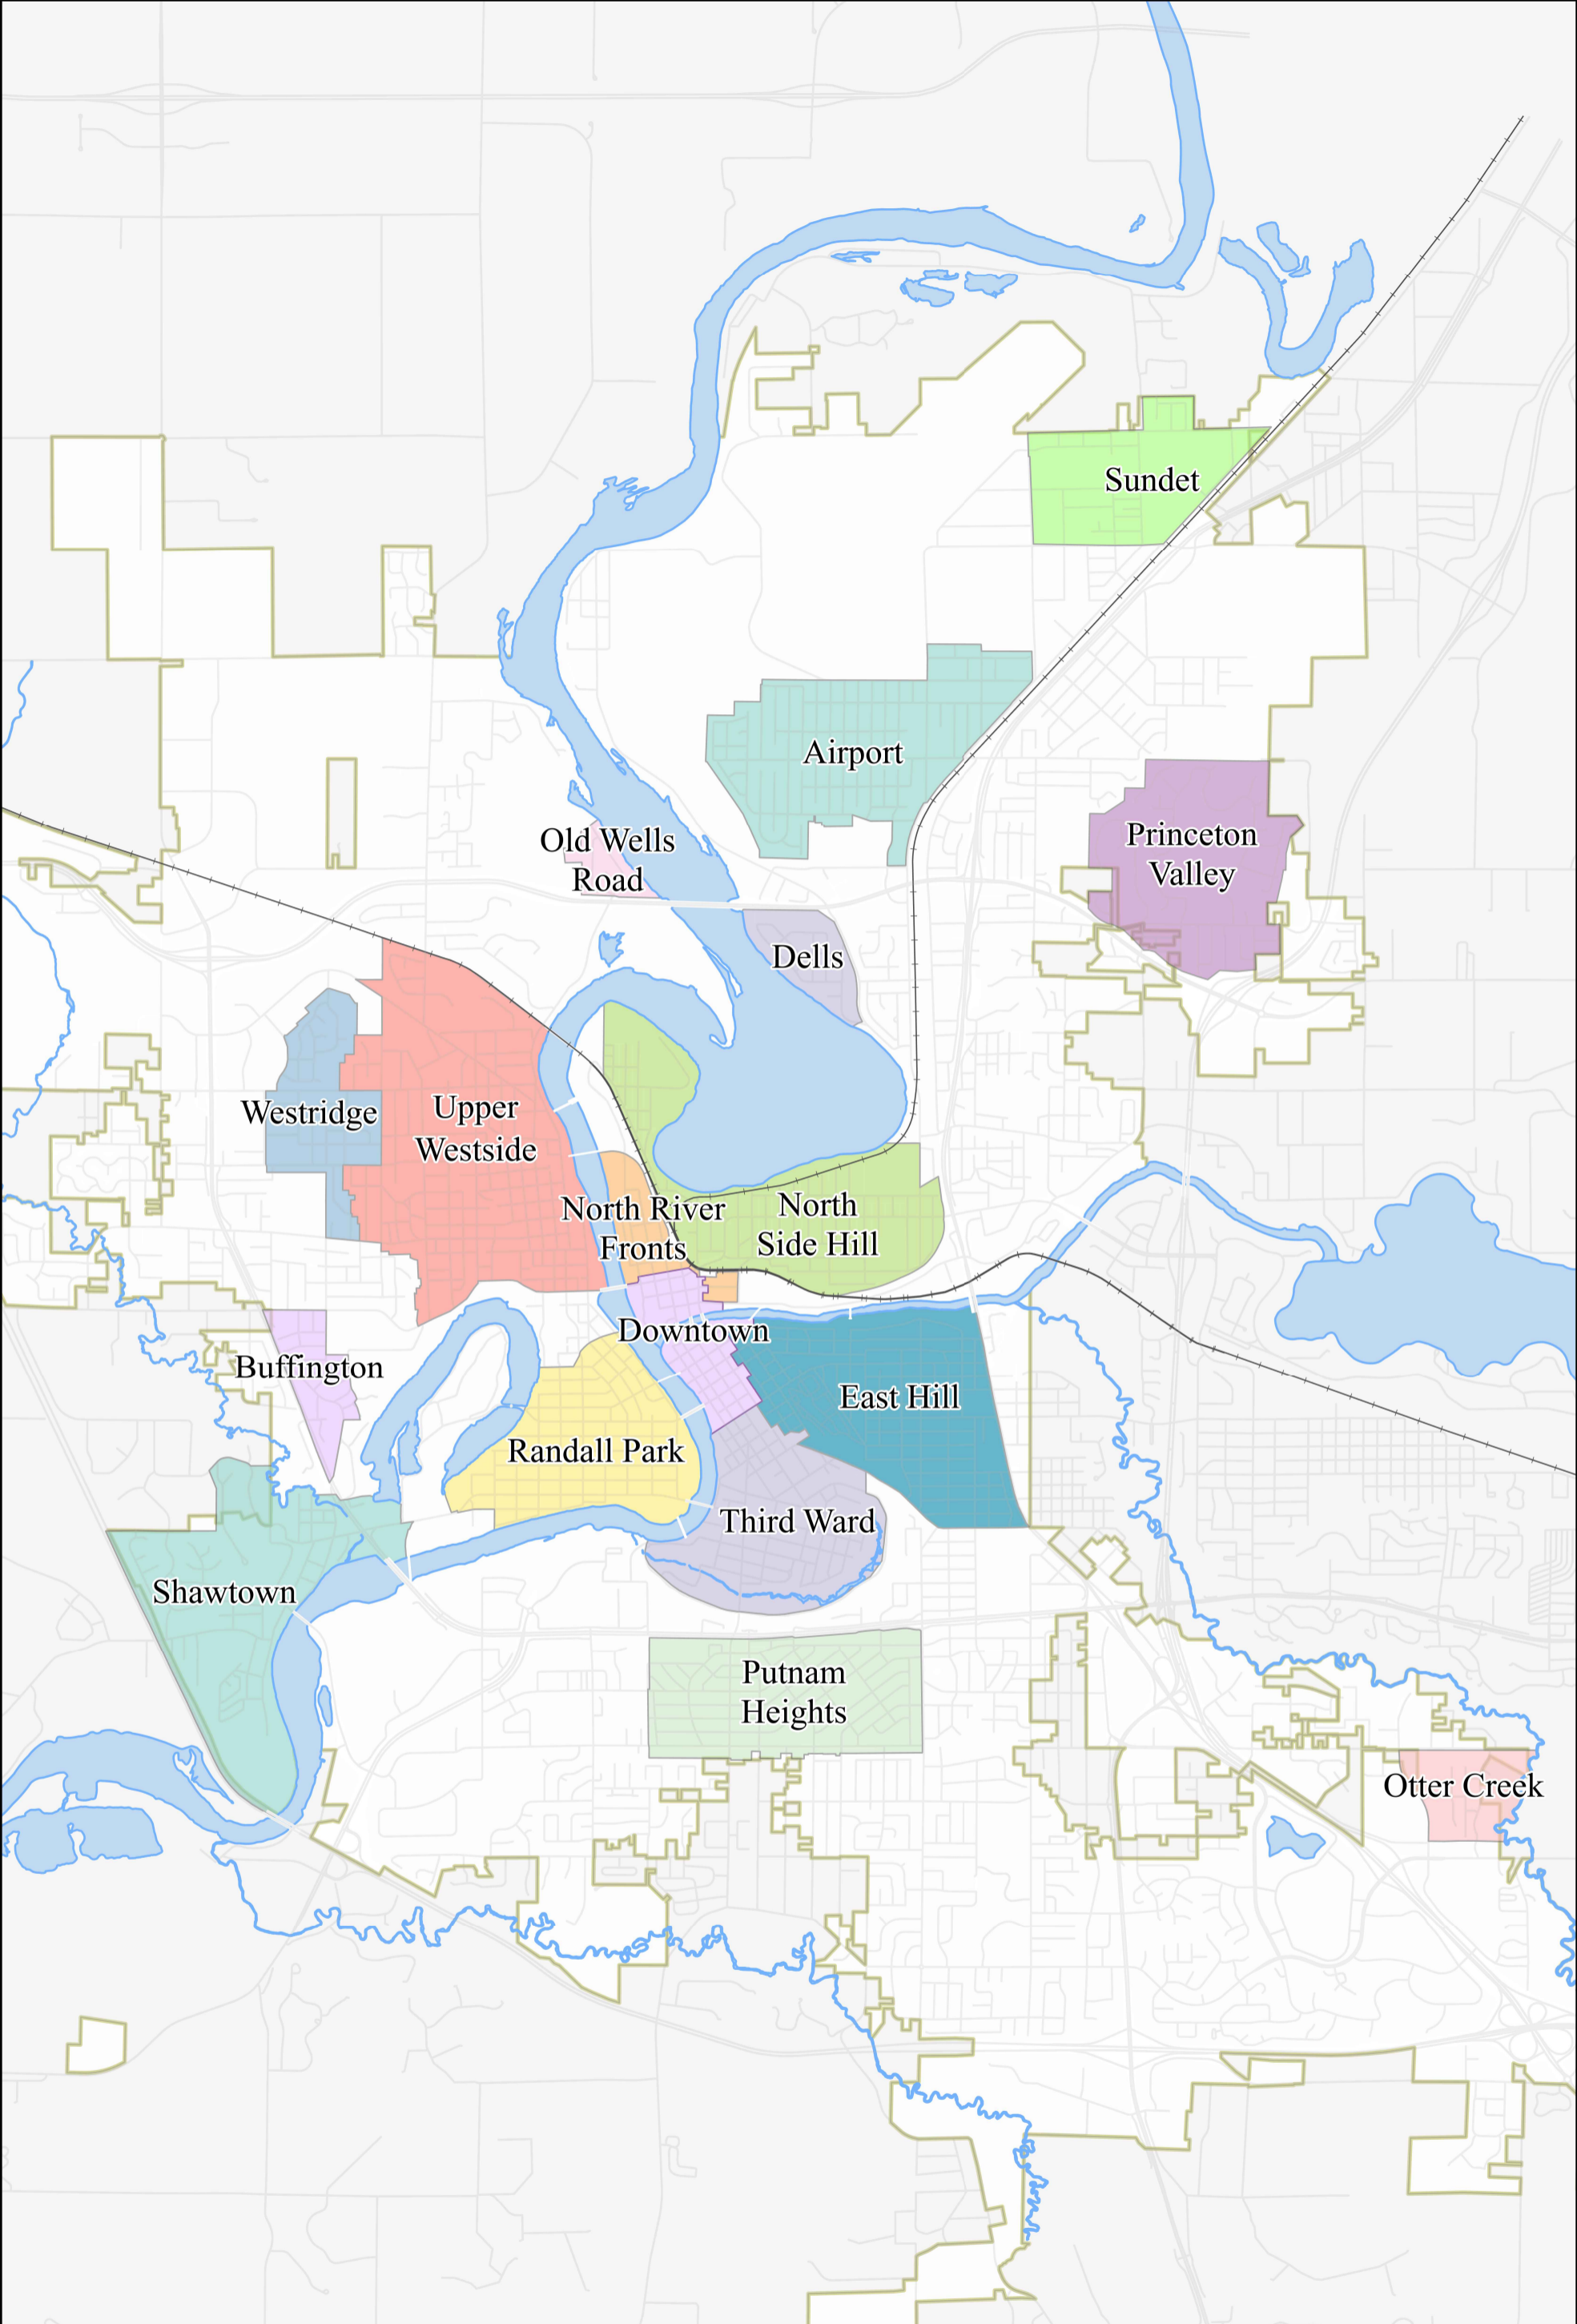 Sundet
Airport
Old Wells
Road
Princeton
Valley
Dells
Westridge
Upper
Westside
North River
Fronts
North
Side Hill
Downtown
Buffington
East Hill
Randall Park
Third Ward
Shawtown
Putnam
Heights
Otter Creek